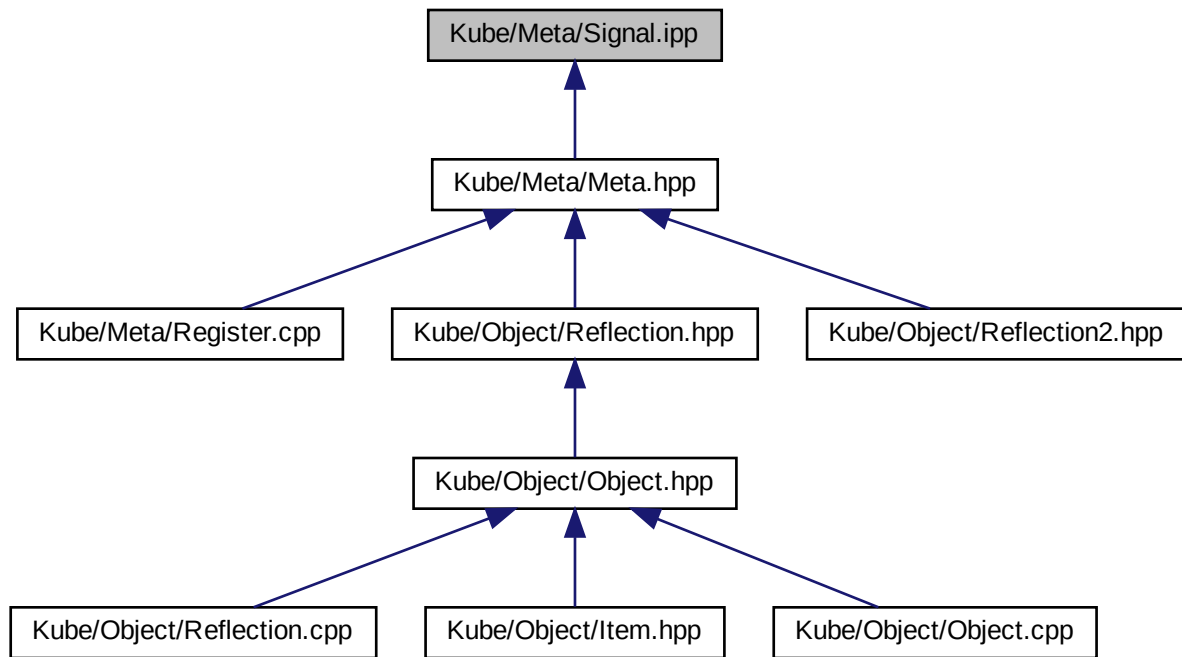 Kube/Meta/Signal.ipp
Kube/Meta/Meta.hpp
Kube/Meta/Register.cpp
Kube/Object/Reflection.hpp
Kube/Object/Reflection2.hpp
Kube/Object/Object.hpp
Kube/Object/Reflection.cpp
Kube/Object/Item.hpp
Kube/Object/Object.cpp